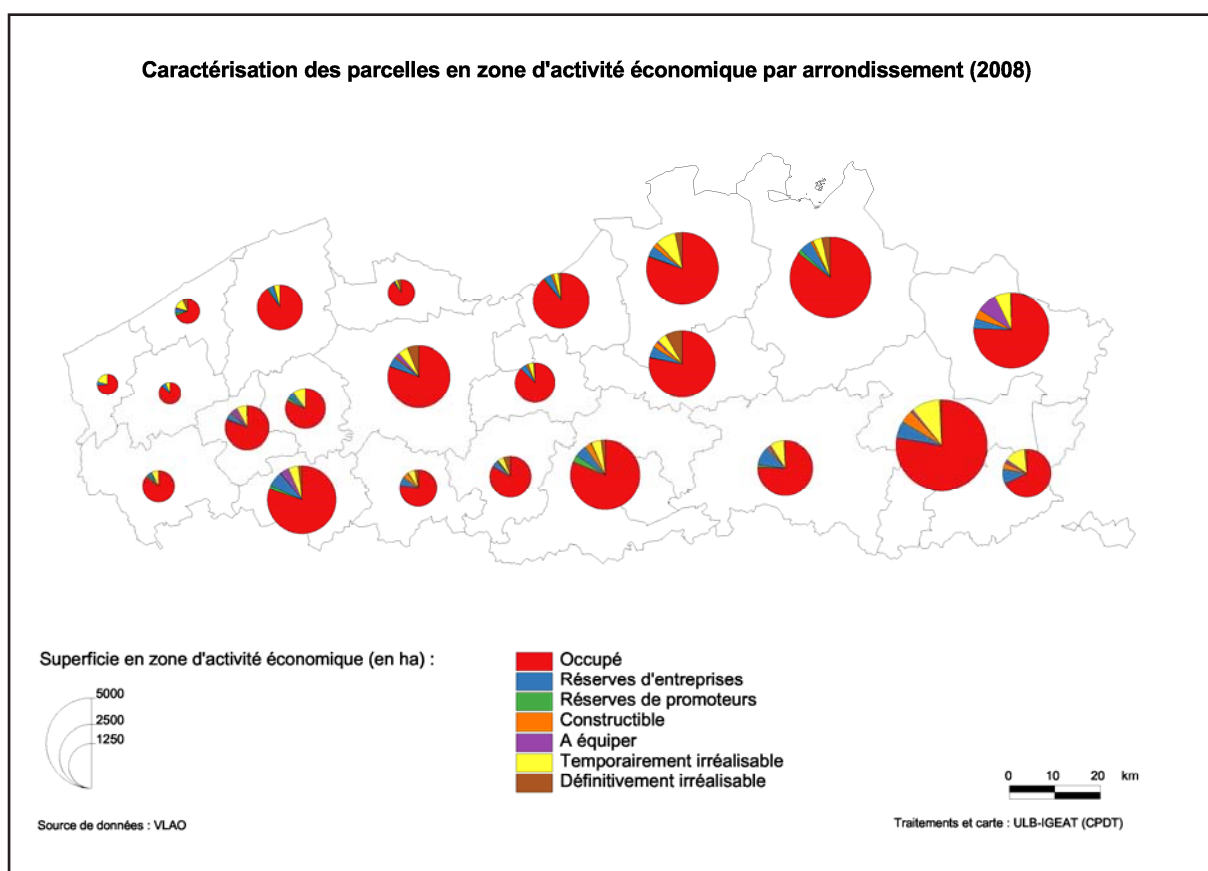 Caractérisation des parcelles en zone d'activité économique par arrondissement (2008)
Superficie en zone d'activité économique (en ha) :
5000
2500
1250
Occupé
Réserves d'entreprises
Réserves de promoteurs
Constructible
A équiper
Temporairement irréalisable
Définitivement irréalisable
0 10 20 km
Source de données : VLAO
Traitements et carte : ULB-IGEAT (CPDT)